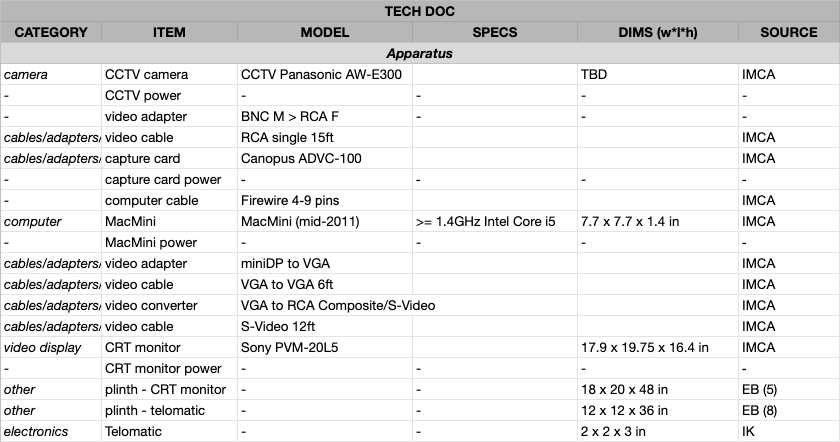 TECH DOC
CATEGORY ITEM MODEL SPECS DIMS (w*l*h) SOURCE
Apparatus
camera CCTV camera CCTV Panasonic AW-E300 TBD IMCA
- CCTV power - - - -
- video adapter BNC M > RCA F - - -
cables/adapters/ video cable RCA single 15ft IMCA
cables/adapters/ capture card Canopus ADVC-100 IMCA
- capture card power - - -
- computer cable Firewire 4-9 pins IMCA
computer MacMini MacMini (mid-2011) >= 1.4GHz Intel Core i5 7.7 x 7.7 x 1.4 in IMCA
- MacMini power - - - -
cables/adapters/ video adapter miniDP to VGA IMCA
cables/adapters/ video cable VGA to VGA 6ft IMCA
cables/adapters/ video converter VGA to RCA Composite/S-Video IMCA
cables/adapters/ video cable S-Video 12ft IMCA
video display CRT monitor Sony PVM-20L5 17.9 x 19.75 x 16.4 in IMCA
- CRT monitor power - - - -
other plinth - CRT monitor - - 18 x 20 x 48 in EB (5)
other plinth - telomatic - - 12 x 12 x 36 in EB (8)
electronics Telomatic - - 2 x 2 x 3 in IK